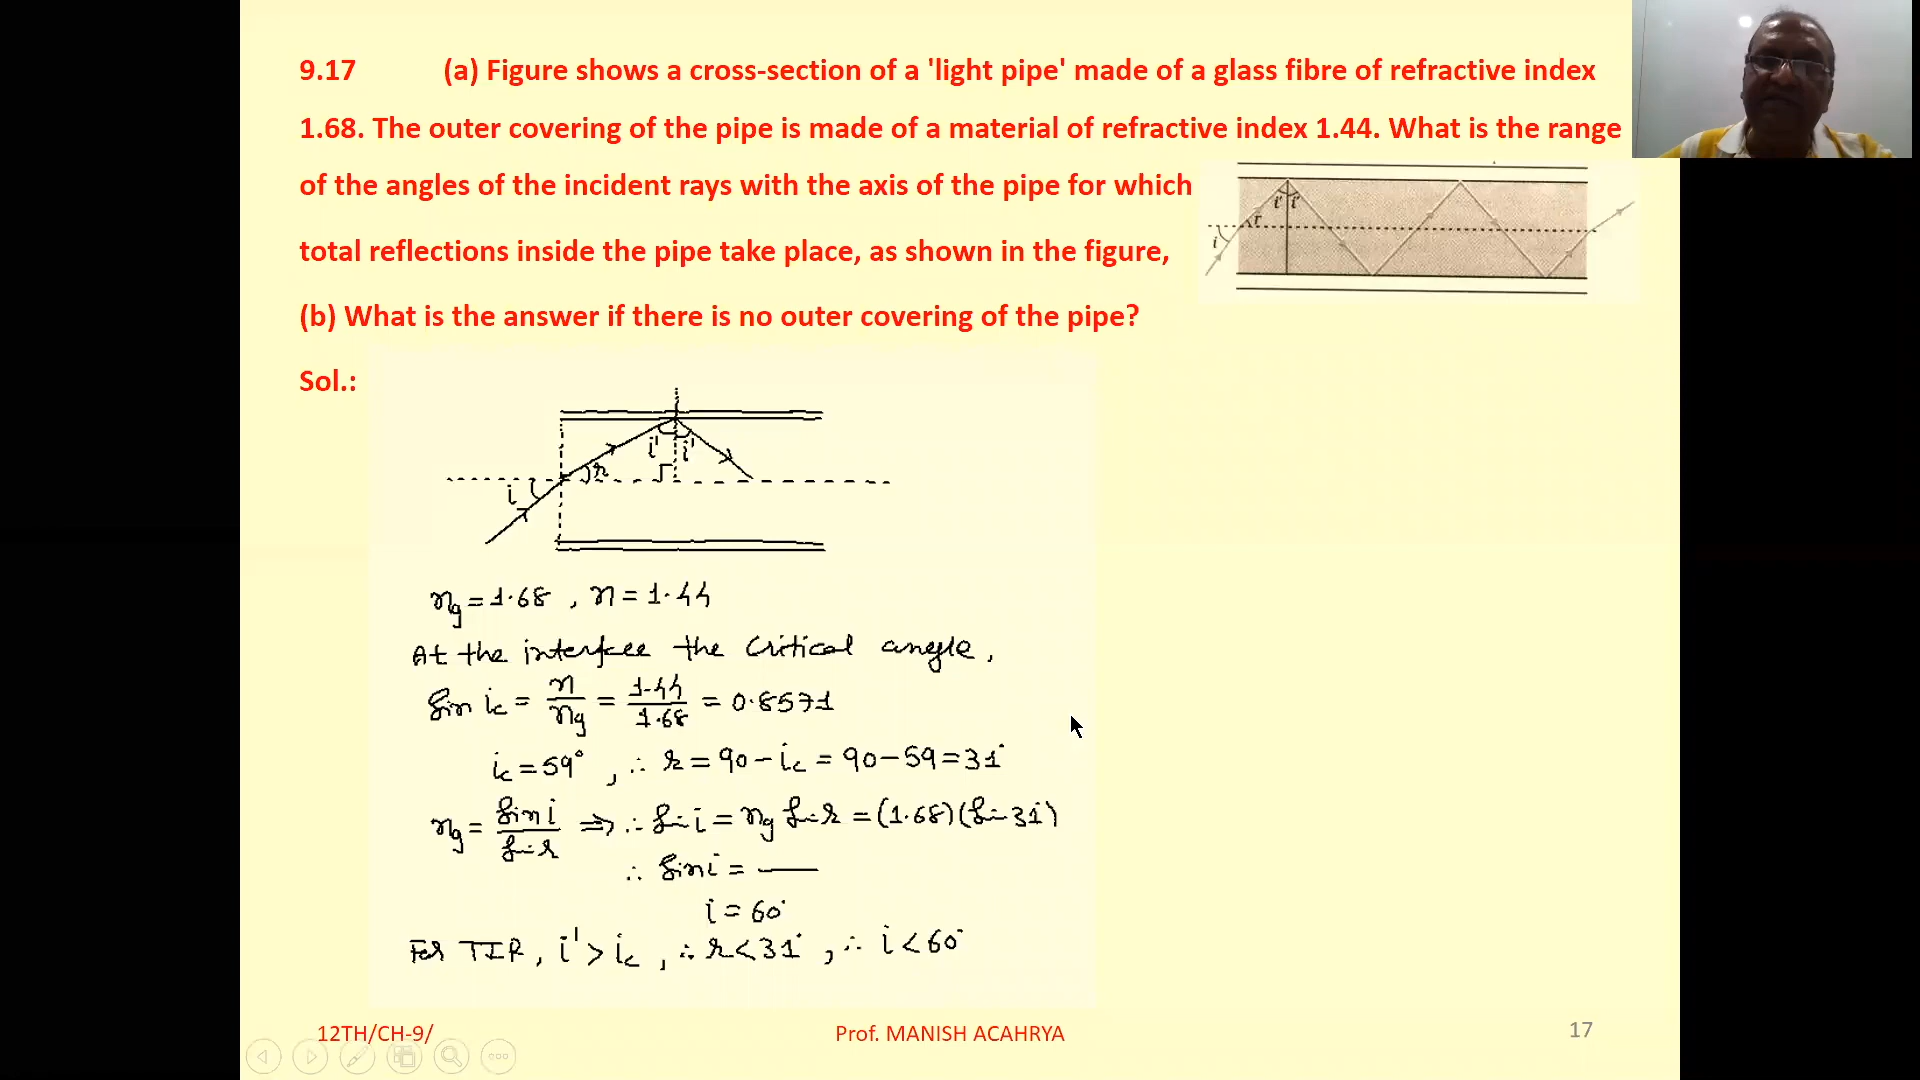 9.17 (a) Figure shows a cross-section of a 'light pipe' made of a glass fibre of refractive index
1.68. The outer covering of the pipe is made of a material of refractive index 1.44. What is the range
of the angles of the incident rays with the axis of the pipe for which
total reflections inside the pipe take place, as shown in the figure,
(b) What is the answer if there is no outer covering of the pipe?
i' i'
r
i
Sol.:
i' i'
r
i
ng = 1.68 , n = 1.44
At the interface the critical angle,
Sin ic = n/ng = 1.44/1.68 = 0.8571
ic = 59° , ∴ r = 90 - ic = 90 - 59 = 31°
ng = Sin i/Sin r ⇒ ∴ Sin i = ng Sin r = (1.68)(Sin 31°)
∴ Sin i = —
i = 60°
For TIR, i' > ic , ∴ r < 31° , ∴ i < 60°
12TH/CH-9/
Prof. MANISH ACAHRYA
17